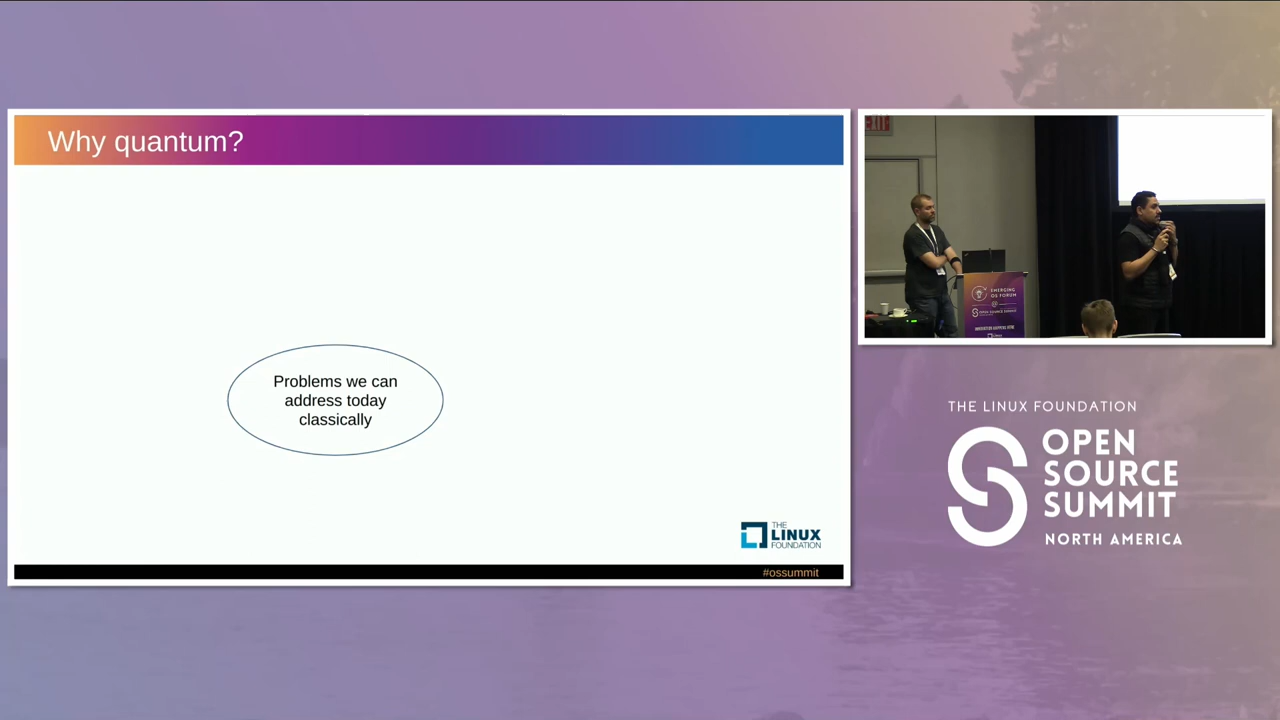 Why quantum?
Problems we can
address today
classically
THE
LINUX
FOUNDATION
#ossummit
EXIT
EMERGING
OS FORUM
THE LINUX FOUNDATION
OPEN
SOURCE
SUMMIT
NORTH AMERICA